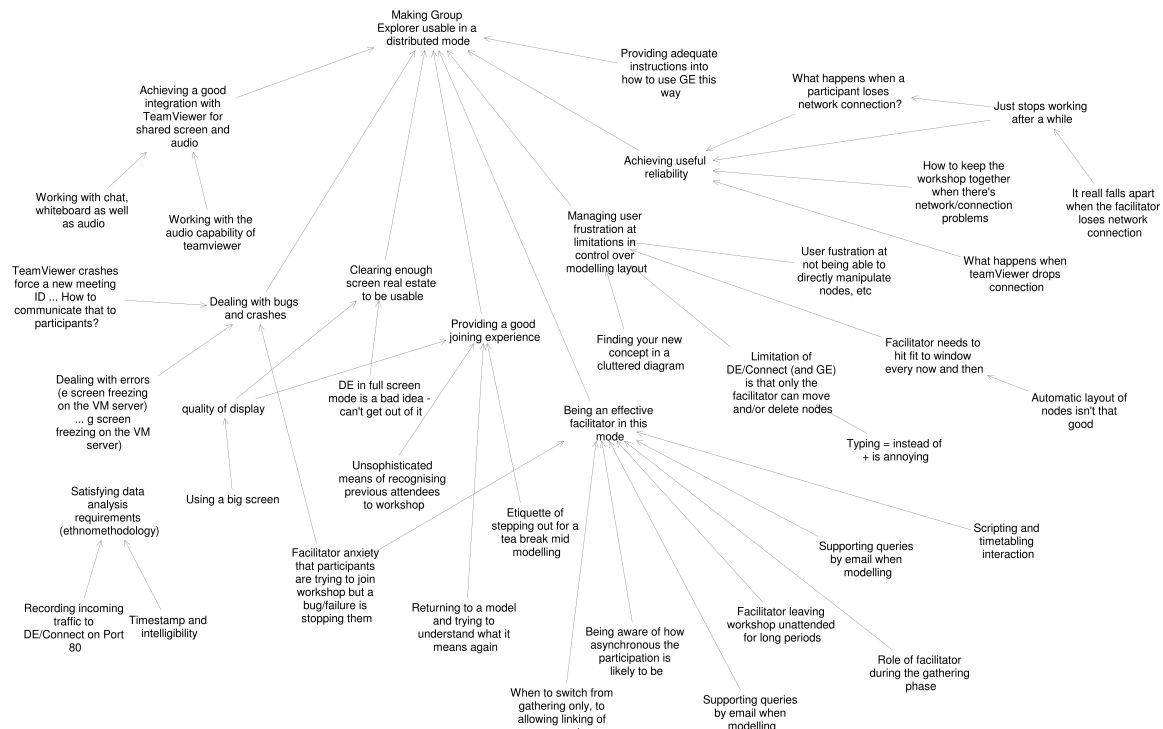 Making Group
Explorer usable in a
distributed mode
Providing adequate
instructions into
how to use GE this
way
What happens when a
participant loses
network connection?
Just stops working
after a while
Achieving a good
integration with
TeamViewer for
shared screen and
audio
Achieving useful
reliability
How to keep the
workshop together
when there's
network/connection
problems
It reall falls apart
when the facilitator
loses network
connection
Working with chat,
whiteboard as well
as audio
Working with the
audio capability of
teamviewer
Managing user
frustration at
limitations in
control over
modelling layout
User fustration at
not being able to
directly manipulate
nodes, etc
What happens when
teamViewer drops
connection
TeamViewer crashes
force a new meeting
ID ... How to
communicate that to
participants?
Dealing with bugs
and crashes
Clearing enough
screen real estate
to be usable
Providing a good
joining experience
Finding your new
concept in a
cluttered diagram
Limitation of
DE/Connect (and GE)
is that only the
facilitator can move
and/or delete nodes
Facilitator needs to
hit fit to window
every now and then
Automatic layout of
nodes isn't that
good
Dealing with errors
(e screen freezing
on the VM server)
... g screen
freezing on the VM
server)
quality of display
DE in full screen
mode is a bad idea -
can't get out of it
Being an effective
facilitator in this
mode
Typing = instead of
+ is annoying
Satisfying data
analysis
requirements
(ethnomethodology)
Using a big screen
Unsophisticated
means of recognising
previous attendees
to workshop
Etiquette of
stepping out for a
tea break mid
modelling
Facilitator anxiety
that participants
are trying to join
workshop but a
bug/failure is
stopping them
Supporting queries
by email when
modelling
Scripting and
timetabling
interaction
Recording incoming
traffic to
DE/Connect on Port
80
Timestamp and
intelligibility
Returning to a model
and trying to
understand what it
means again
Being aware of how
asynchronous the
participation is
likely to be
Facilitator leaving
workshop unattended
for long periods
Role of facilitator
during the gathering
phase
When to switch from
gathering only, to
allowing linking of
Supporting queries
by email when
modelling